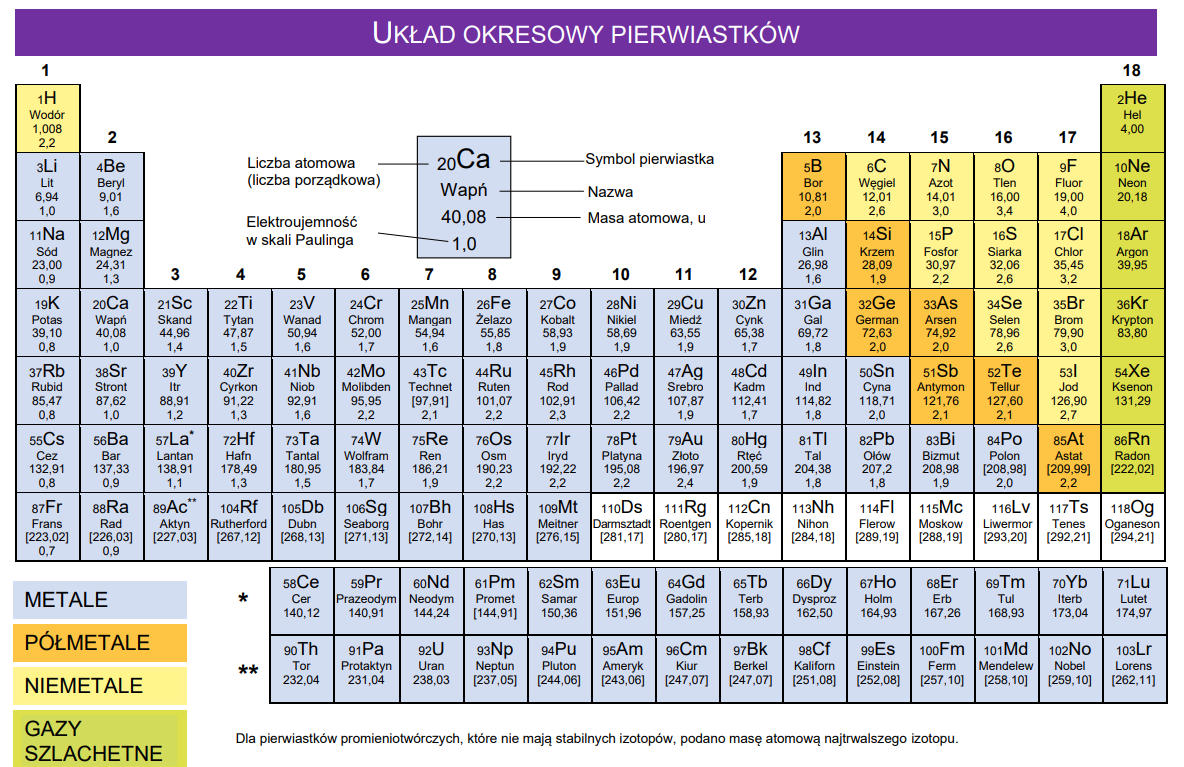 UKŁAD OKRESOWY PIERWIASTKÓW
1 18
1H 2He
Wodór Hel
1,008 4,00
2,2
2 13 14 15 16 17
20Ca
Wapń
40,08
1,0
Liczba atomowa
(liczba porządkowa)
Elektroujemność
w skali Paulinga
Symbol pierwiastka
Nazwa
Masa atomowa, u
3Li 4Be 5B 6C 7N 8O 9F 10Ne
Lit Beryl Bor Węgiel Azot Tlen Fluor Neon
6,94 9,01 10,81 12,01 14,01 16,00 19,00 20,18
1,0 1,6 2,0 2,6 3,0 3,4 4,0
11Na 12Mg 13Al 14Si 15P 16S 17Cl 18Ar
Sód Magnez Glin Krzem Fosfor Siarka Chlor Argon
23,00 24,31 26,98 28,09 30,97 32,06 35,45 39,95
0,9 1,3 1,6 1,9 2,2 2,6 3,2
3 4 5 6 7 8 9 10 11 12
19K 20Ca 21Sc 22Ti 23V 24Cr 25Mn 26Fe 27Co 28Ni 29Cu 30Zn 31Ga 32Ge 33As 34Se 35Br 36Kr
Potas Wapń Skand Tytan Wanad Chrom Mangan Żelazo Kobalt Nikiel Miedź Cynk Gal German Arsen Selen Brom Krypton
39,10 40,08 44,96 47,87 50,94 52,00 54,94 55,85 58,93 58,69 63,55 65,38 69,72 72,63 74,92 78,96 79,90 83,80
0,8 1,0 1,4 1,5 1,6 1,7 1,6 1,8 1,9 1,9 1,9 1,7 1,8 2,0 2,0 2,6 3,0
37Rb 38Sr 39Y 40Zr 41Nb 42Mo 43Tc 44Ru 45Rh 46Pd 47Ag 48Cd 49In 50Sn 51Sb 52Te 53I 54Xe
Rubid Stront Itr Cyrkon Niob Molibden Technet Ruten Rod Pallad Srebro Kadm Ind Cyna Antymon Tellur Jod Ksenon
85,47 87,62 88,91 91,22 92,91 95,95 [97,91] 101,07 102,91 106,42 107,87 112,41 114,82 118,71 121,76 127,60 126,90 131,29
0,8 1,0 1,2 1,3 1,6 2,2 2,1 2,2 2,3 2,2 1,9 1,7 1,8 2,0 2,1 2,1 2,7
55Cs 56Ba 57La* 72Hf 73Ta 74W 75Re 76Os 77Ir 78Pt 79Au 80Hg 81Tl 82Pb 83Bi 84Po 85At 86Rn
Cez Bar Lantan Hafn Tantal Wolfram Ren Osm Iryd Platyna Złoto Rtęć Tal Ołów Bizmut Polon Astat Radon
132,91 137,33 138,91 178,49 180,95 183,84 186,21 190,23 192,22 195,08 196,97 200,59 204,38 207,2 208,98 [208,98] [209,99] [222,02]
0,8 0,9 1,1 1,3 1,5 1,7 1,9 2,2 2,2 2,2 2,4 1,9 1,8 1,8 1,9 2,0 2,2
87Fr 88Ra 89Ac** 104Rf 105Db 106Sg 107Bh 108Hs 109Mt 110Ds 111Rg 112Cn 113Nh 114Fl 115Mc 116Lv 117Ts 118Og
Frans Rad Aktyn Rutherford Dubn Seaborg Bohr Has Meitner Darmsztadt Roentgen Kopernik Nihon Flerow Moskow Liwermor Tenes Oganeson
[223,02] [226,03] [227,03] [267,12] [268,13] [271,13] [272,14] [270,13] [276,15] [281,17] [280,17] [285,18] [284,18] [289,19] [288,19] [293,20] [292,21] [294,21]
0,7 0,9
METALE
PÓŁMETALE
NIEMETALE
GAZY
SZLACHETNE
* 58Ce 59Pr 60Nd 61Pm 62Sm 63Eu 64Gd 65Tb 66Dy 67Ho 68Er 69Tm 70Yb 71Lu
Cer Prazeodym Neodym Promet Samar Europ Gadolin Terb Dysproz Holm Erb Tul Iterb Lutet
140,12 140,91 144,24 [144,91] 150,36 151,96 157,25 158,93 162,50 164,93 167,26 168,93 173,04 174,97
** 90Th 91Pa 92U 93Np 94Pu 95Am 96Cm 97Bk 98Cf 99Es 100Fm 101Md 102No 103Lr
Tor Protaktyn Uran Neptun Pluton Ameryk Kiur Berkel Kaliforn Einstein Ferm Mendelew Nobel Lorens
232,04 231,04 238,03 [237,05] [244,06] [243,06] [247,07] [247,07] [251,08] [252,08] [257,10] [258,10] [259,10] [262,11]
Dla pierwiastków promieniotwórczych, które nie mają stabilnych izotopów, podano masę atomową najtrwalszego izotopu.